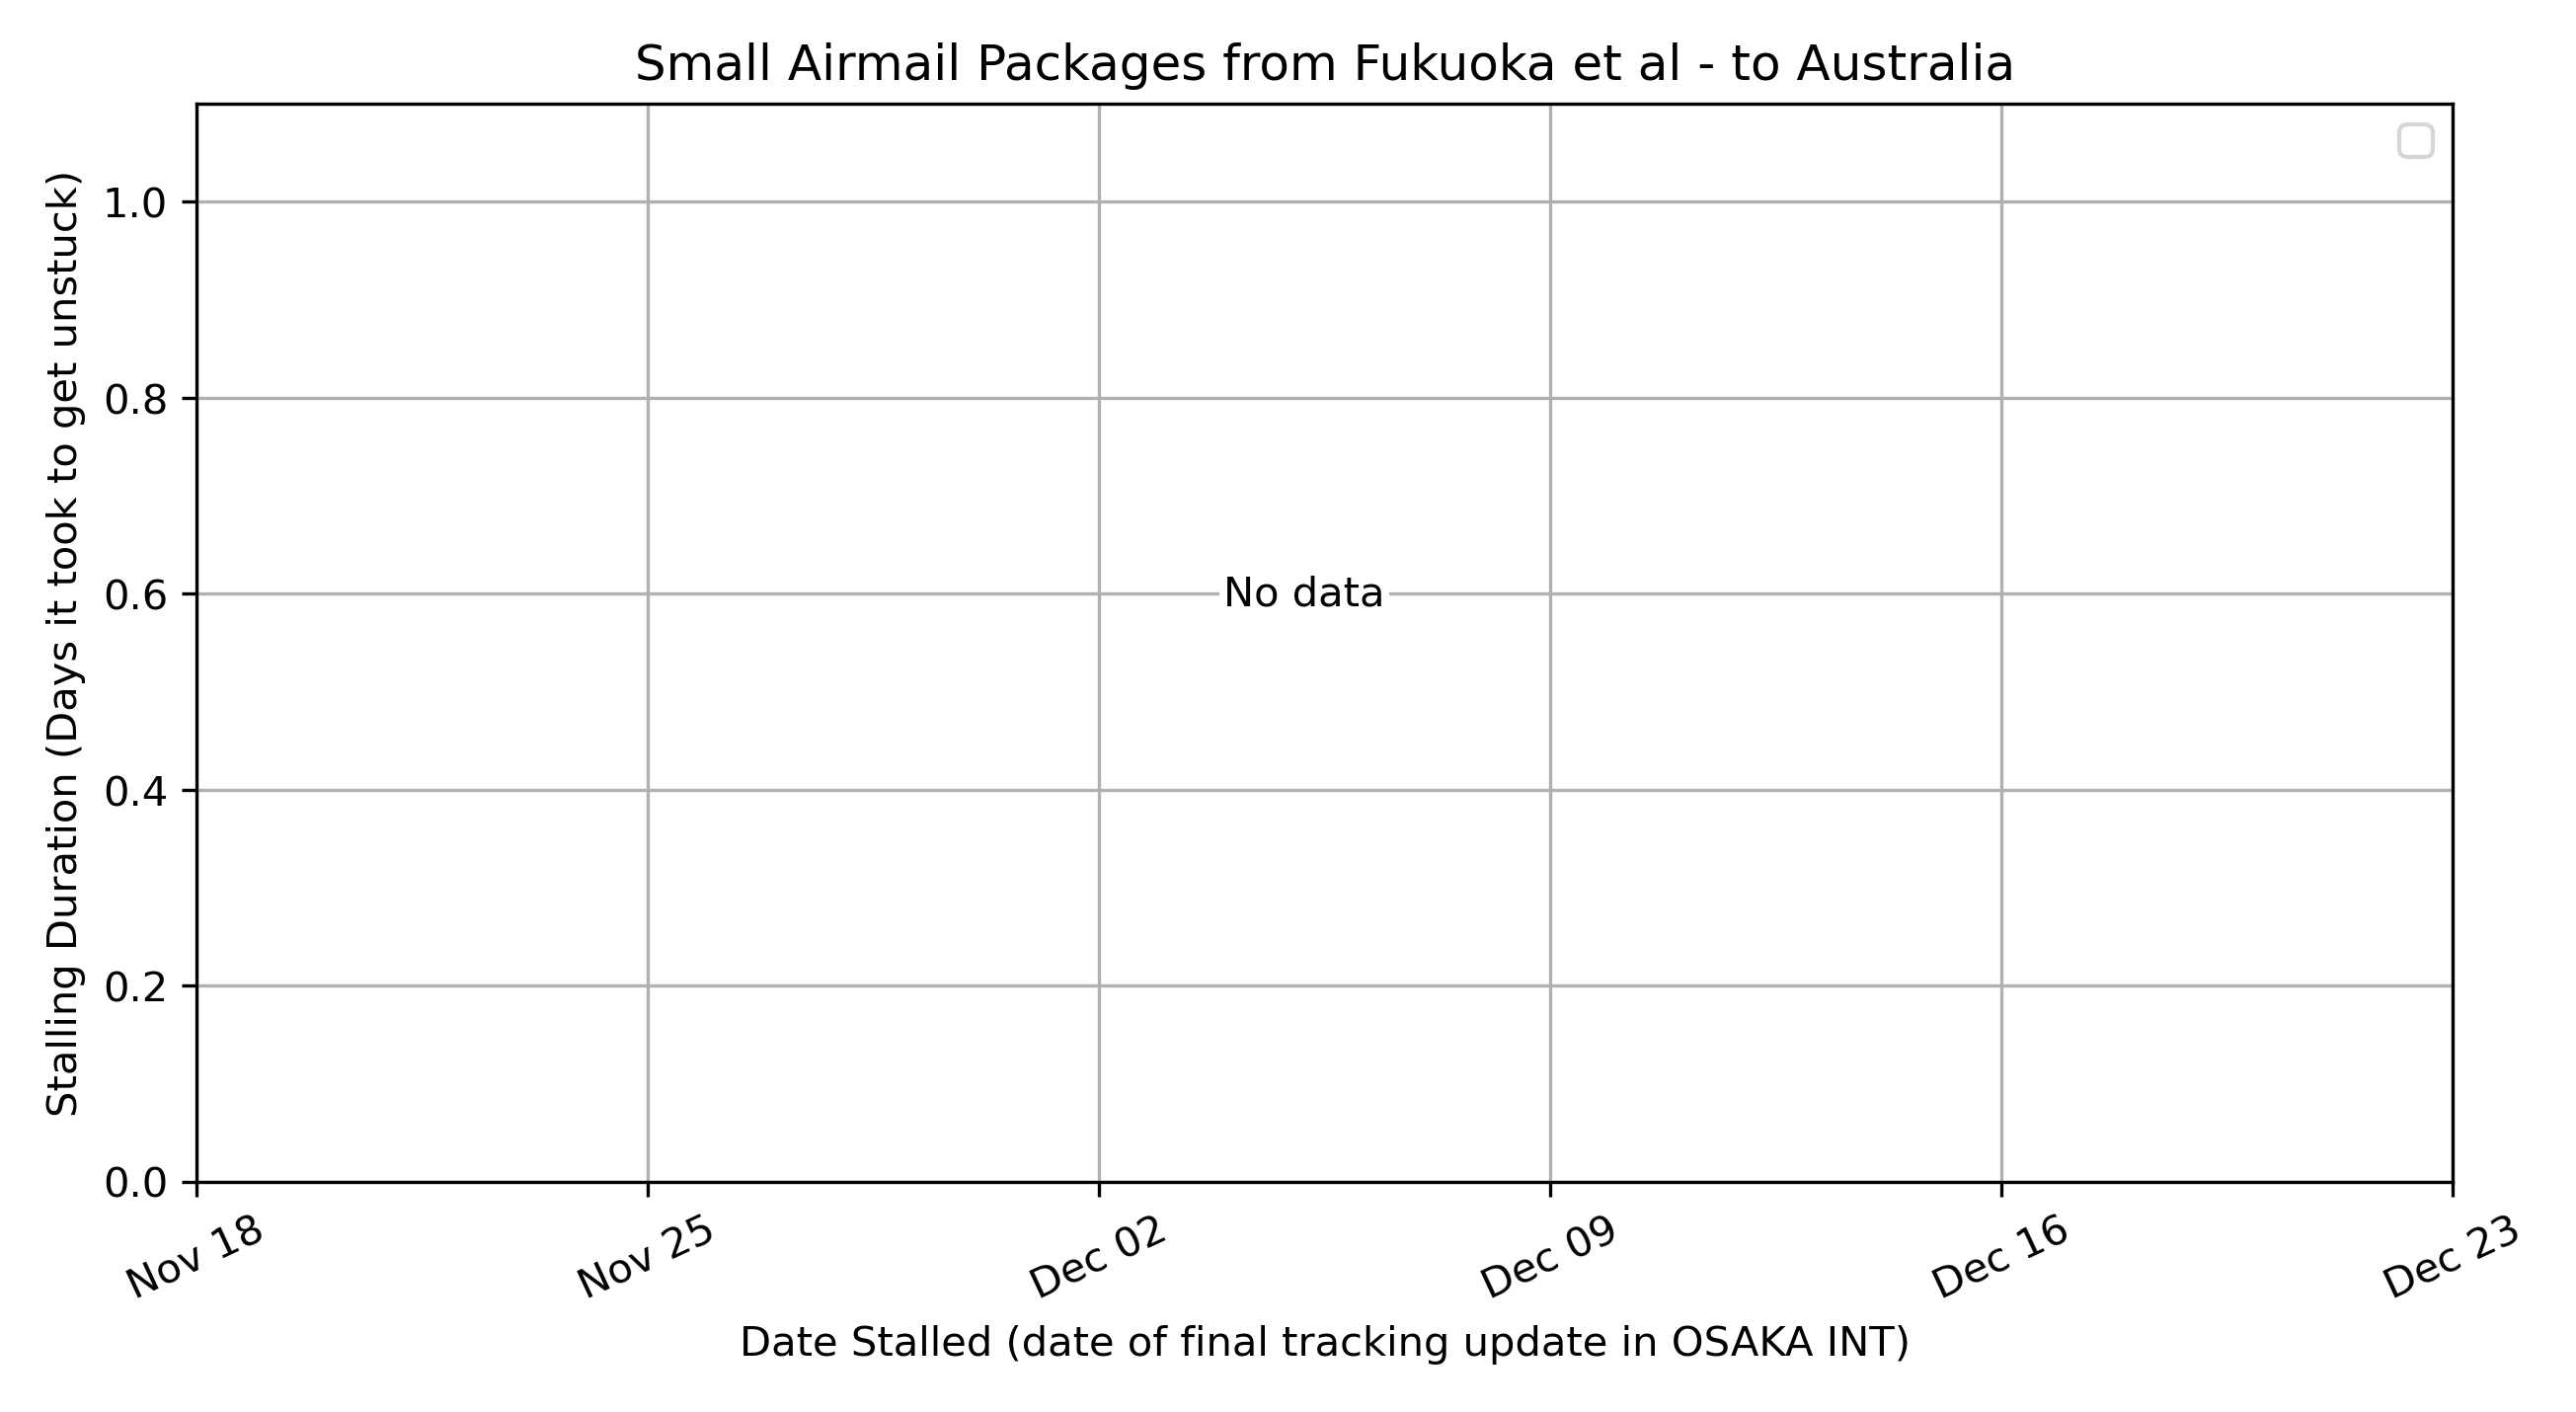 Small Airmail Packages from Fukuoka et al - to Australia
Stalling Duration (Days it took to get unstuck)
1.0
0.8
0.6
0.4
0.2
0.0
No data
Nov 18
Nov 25
Dec 02
Dec 09
Dec 16
Dec 23
Date Stalled (date of final tracking update in OSAKA INT)